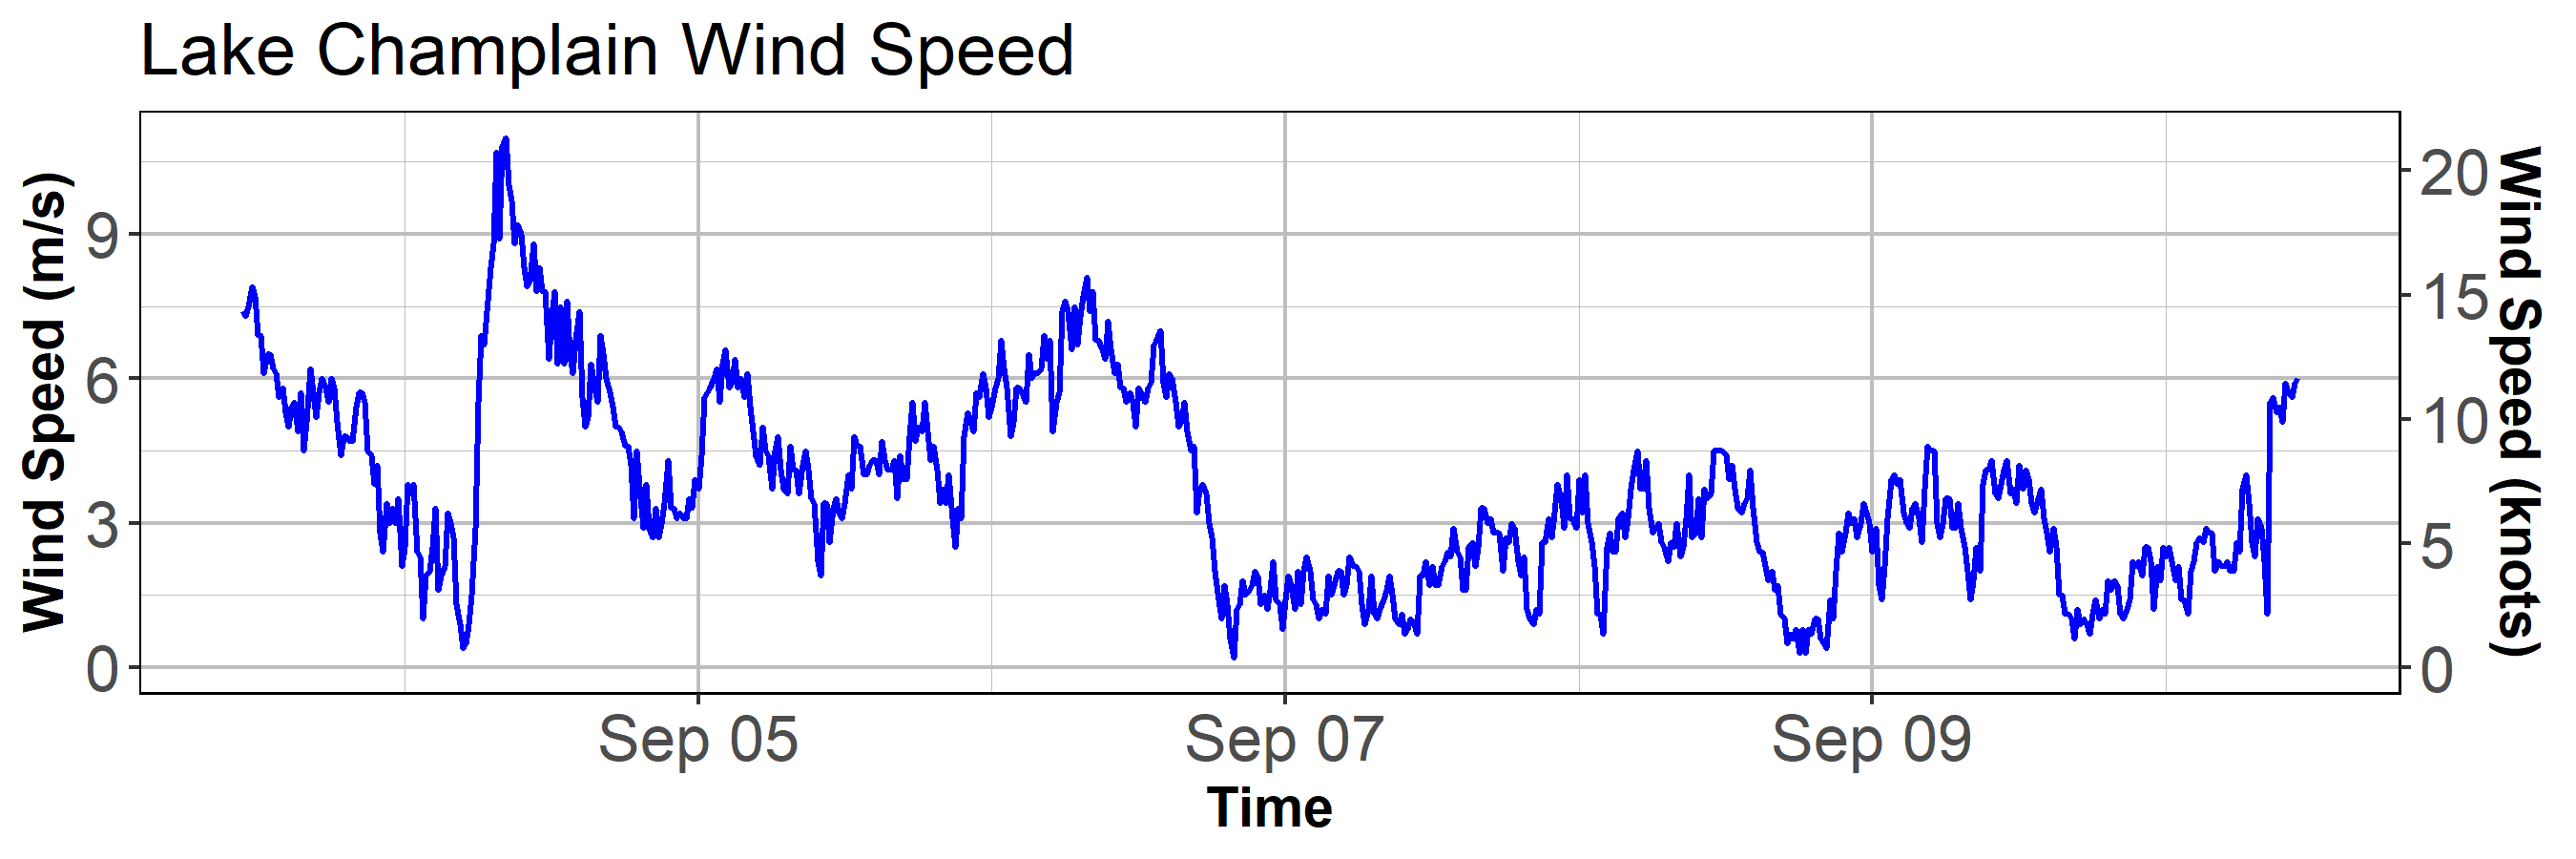 Lake Champlain Wind Speed
Wind Speed (m/s)
9
6
3
0
20
15
10
5
0
Wind Speed (knots)
Sep 05
Sep 07
Sep 09
Time